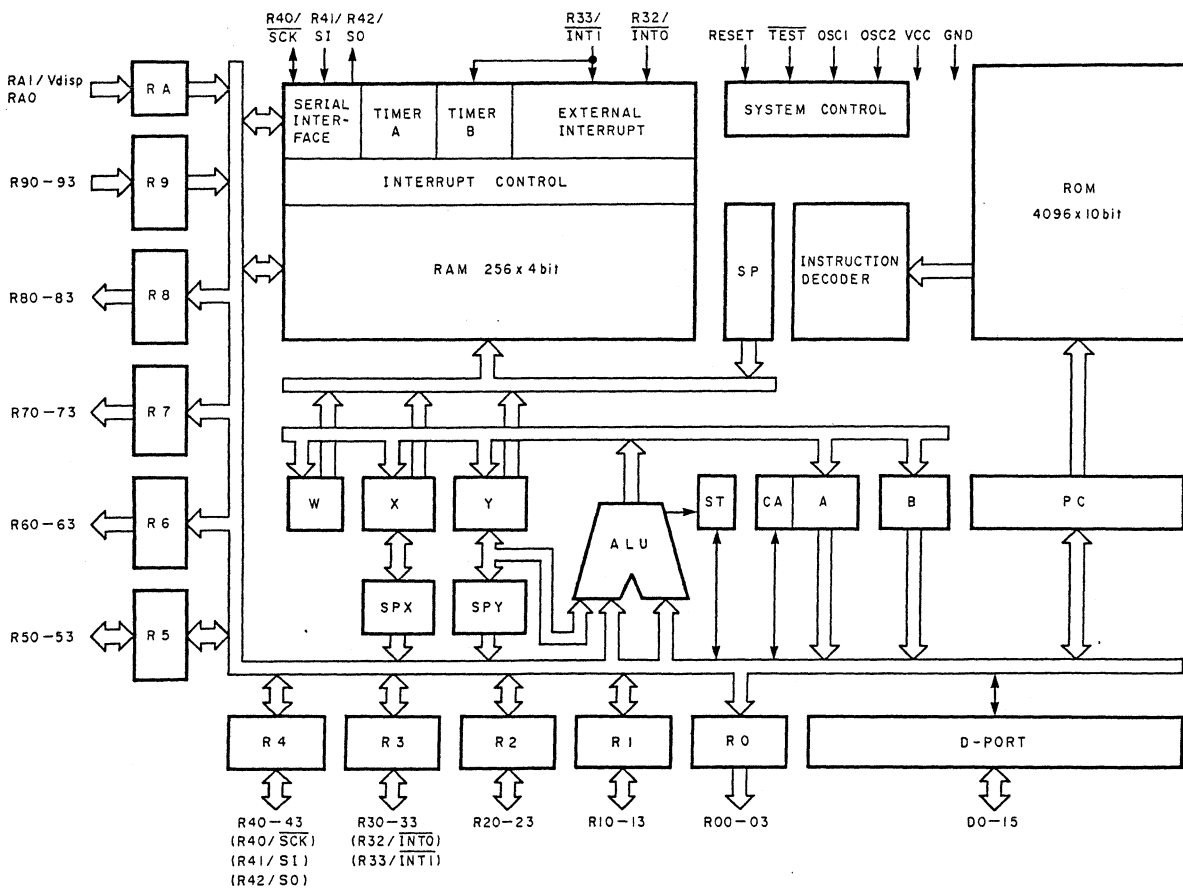 R40/ R41/ R42/
SCK SI SO
R33/
INT1
R32/
INT0
RESET TEST OSC1 OSC2 VCC GND
RA1/Vdisp
RA0
RA
SERIAL
INTER-
FACE
TIMER
A
TIMER
B
EXTERNAL
INTERRUPT
SYSTEM CONTROL
ROM
4096x10bit
R90-93
R9
INTERRUPT CONTROL
RAM 256x4bit
SP
INSTRUCTION
DECODER
R80-83
R8
R70-73
R7
W
X
Y
ALU
ST
CA
A
B
PC
R60-63
R6
SPX
SPY
R50-53
R5
R4
R3
R2
R1
R0
D-PORT
R40-43
(R40/SCK)
(R41/SI)
(R42/SO)
R30-33
(R32/INT0)
(R33/INT1)
R20-23
R10-13
R00-03
D0-15